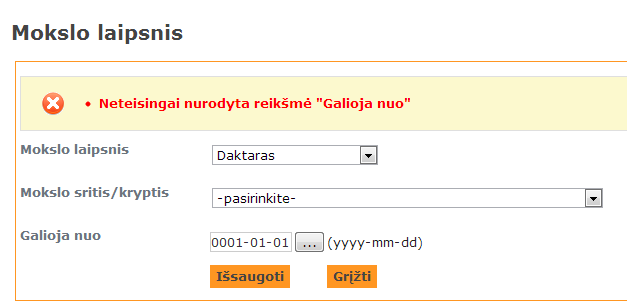 Mokslo laipsnis
• Neteisingai nurodyta reikšmė "Galioja nuo"
Mokslo laipsnis Daktaras
Mokslo sritis/kryptis -pasirinkite-
Galioja nuo 0001-01-01 ... (yyyy-mm-dd)
Išsaugoti Grįžti